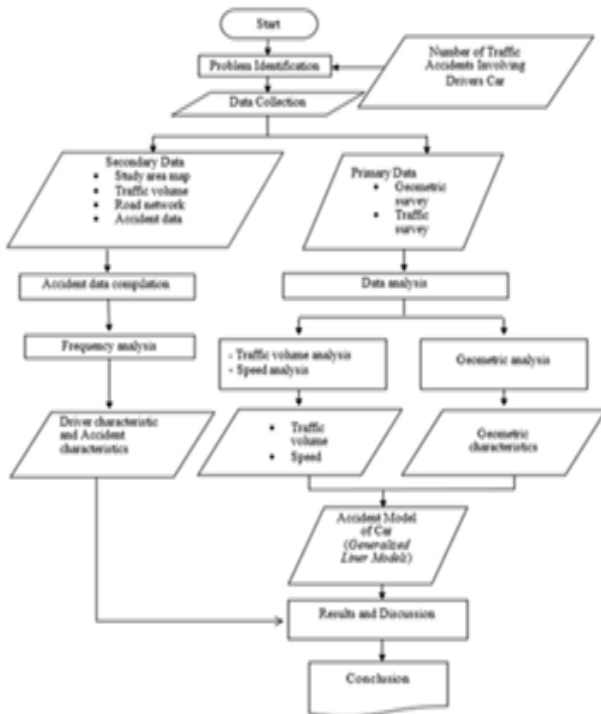 Start
Problem Identification
Number of Traffic
Accidents Involving
Drivers Car
Data Collection
Secondary Data
Study area map
Traffic volume
Road network
Accident data
Primary Data
Geometric
survey
Traffic
survey
Accident data compilation
Data analysis
Frequency analysis
- Traffic volume analysis
- Speed analysis
Geometric analysis
Driver characteristic
and Accident
characteristics
Traffic
volume
Speed
Geometric
characteristics
Accident Model
of Car
(Generalized
Liner Models)
Results and Discussion
Conclusion